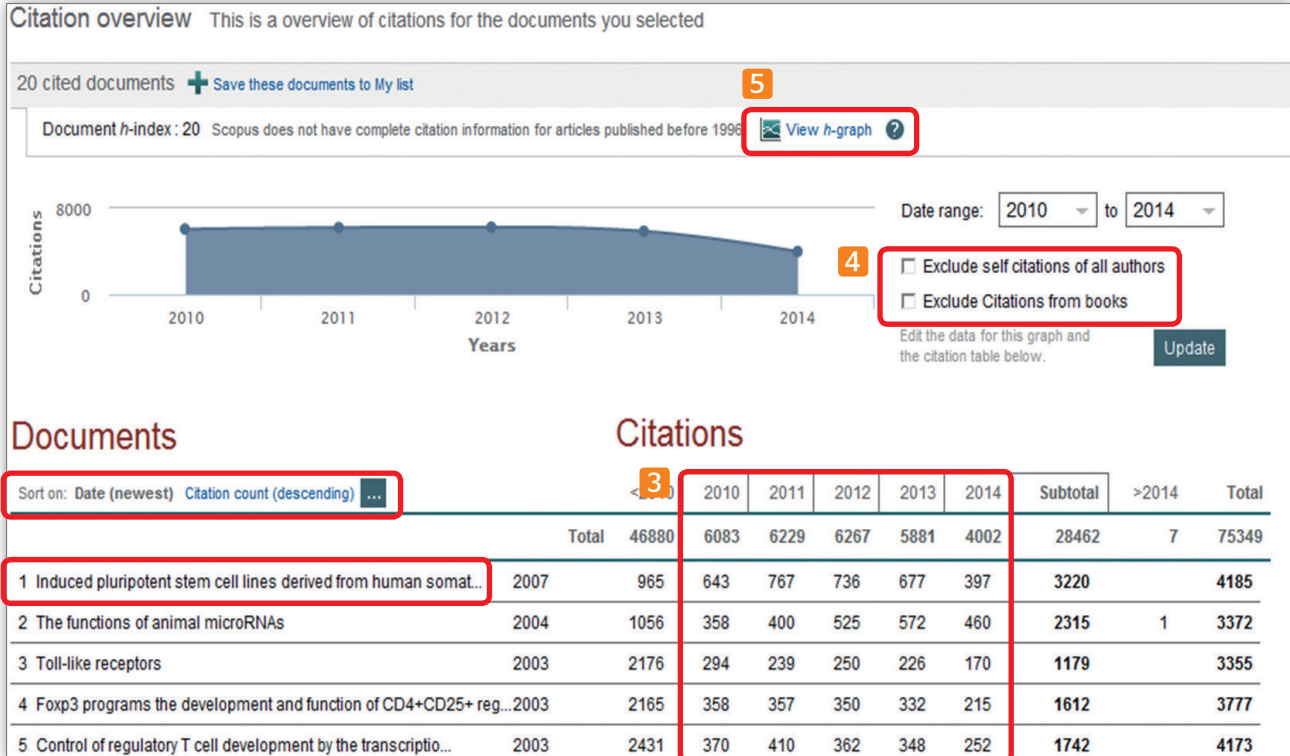 Citation overview This is a overview of citations for the documents you selected
20 cited documents Save these documents to My list
5
Document h-index : 20 Scopus does not have complete citation information for articles published before 1996 View h-graph ?
8000
Citations
0
2010 2011 2012 2013 2014
Years
Date range: 2010 to 2014
4
Exclude self citations of all authors
Exclude Citations from books
Edit the data for this graph and
the citation table below.
Update
Documents Citations
3
Sort on: Date (newest) Citation count (descending) ... 2010 2011 2012 2013 2014 Subtotal >2014 Total
Total 46880 6083 6229 6267 5881 4002 28462 7 75349
1 Induced pluripotent stem cell lines derived from human somat... 2007 965 643 767 736 677 397 3220 4185
2 The functions of animal microRNAs 2004 1056 358 400 525 572 460 2315 1 3372
3 Toll-like receptors 2003 2176 294 239 250 226 170 1179 3355
4 Foxp3 programs the development and function of CD4+CD25+ reg... 2003 2165 358 357 350 332 215 1612 3777
5 Control of regulatory T cell development by the transcriptio... 2003 2431 370 410 362 348 252 1742 4173